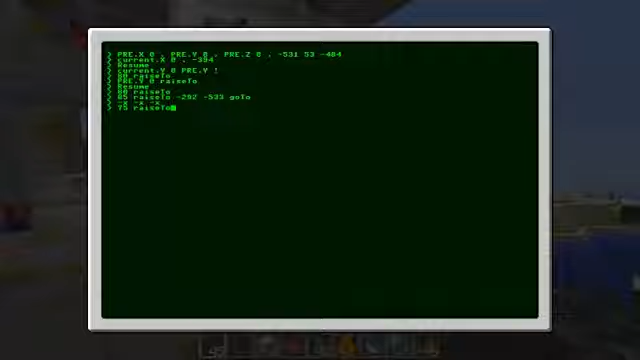 > PRE.X @ . PRE.Y @ . PRE.Z @ . -531 53 -484
> current.X @ . -394
> Resume
> current.Y @ PRE.Y !
> 90 raiseTo
> PRE.Y @ raiseTo
> Resume
> 80 raiseTo
> 85 raiseTo -292 -533 goTo
> -x -x -x
> 75 raiseTo